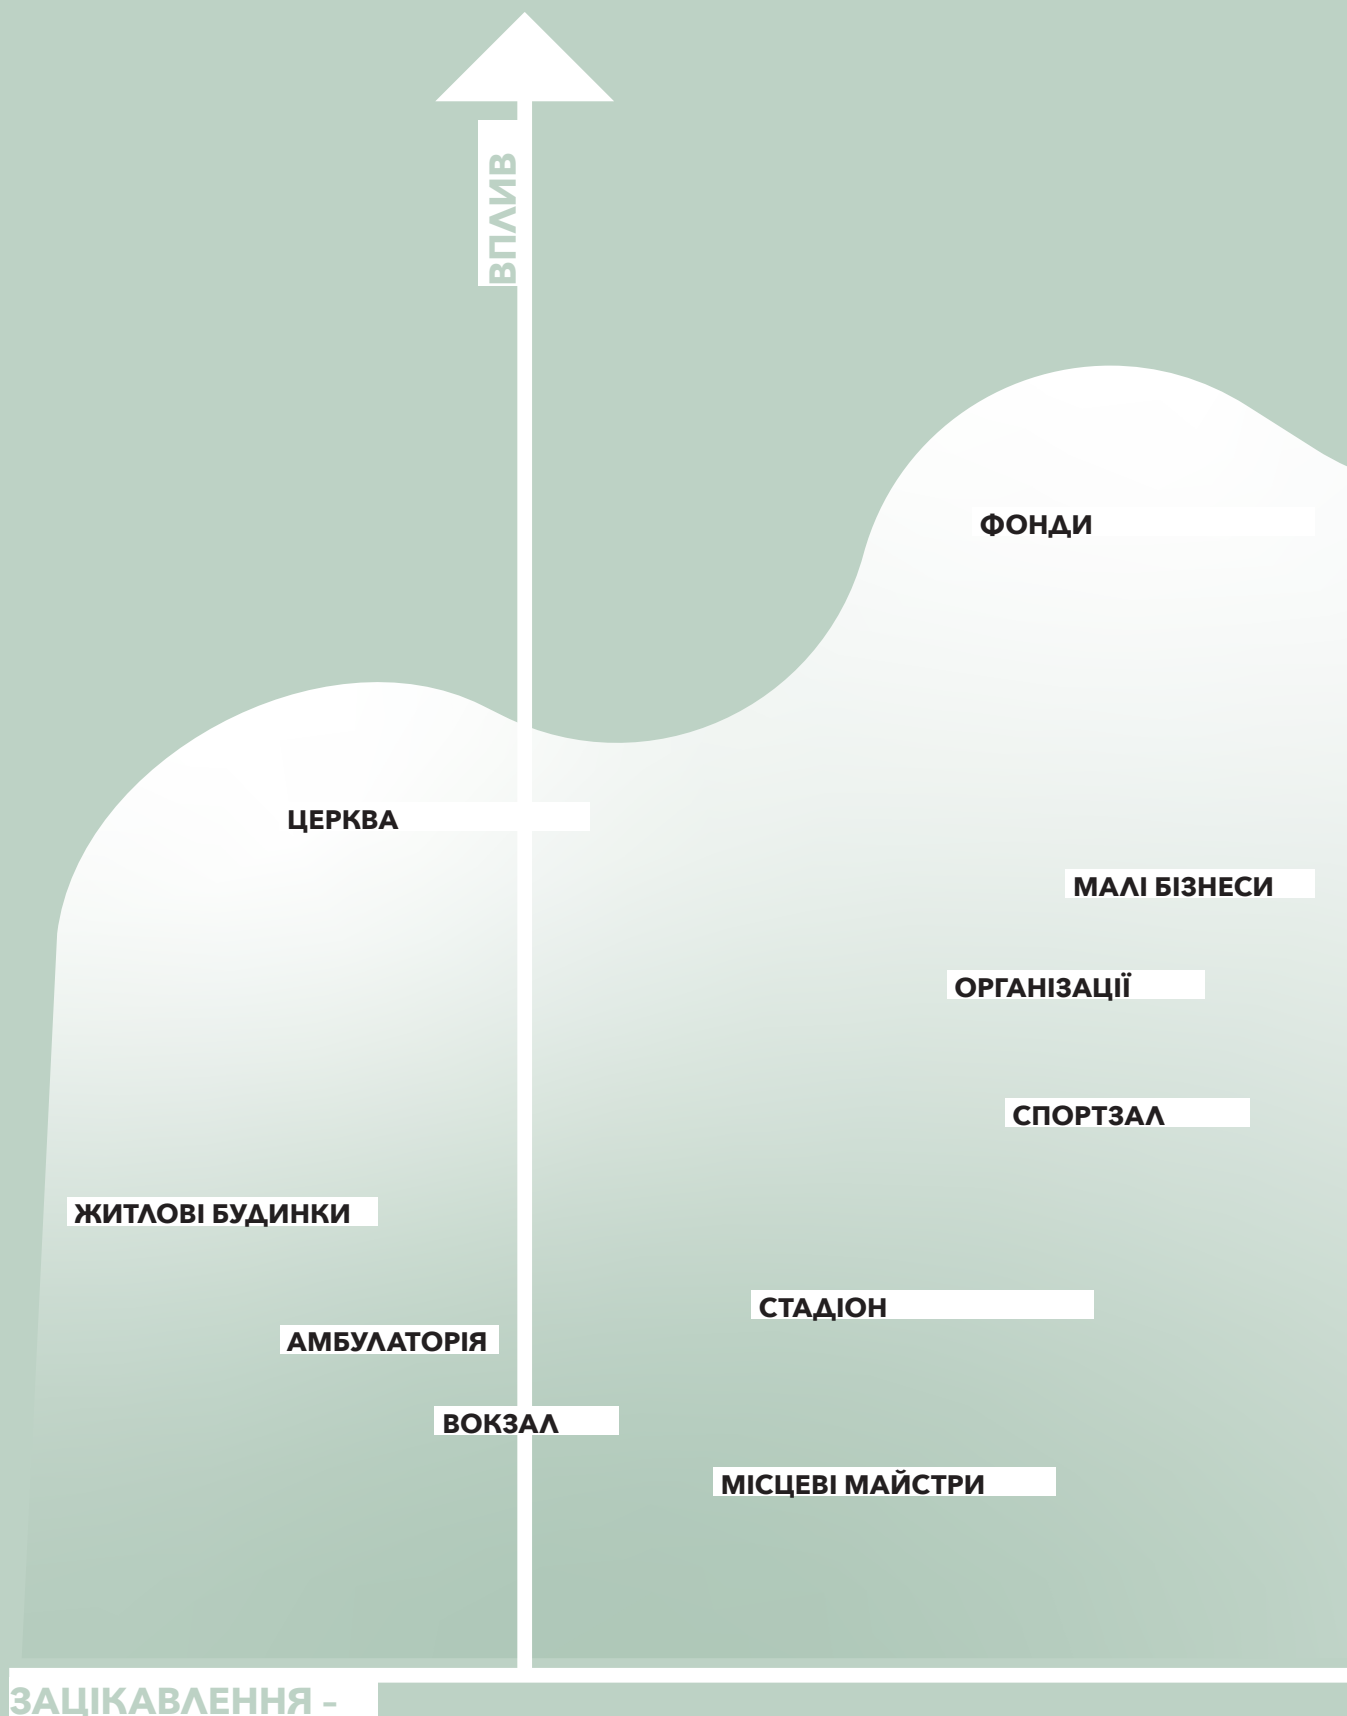 ВПЛИВ
ФОНДИ
ЦЕРКВА
МАЛІ БІЗНЕСИ
ОРГАНІЗАЦІЇ
СПОРТЗАЛ
ЖИТЛОВІ БУДИНКИ
СТАДІОН
АМБУЛАТОРІЯ
ВОКЗАЛ
МІСЦЕВІ МАЙСТРИ
ЗАЦІКАВЛЕННЯ –